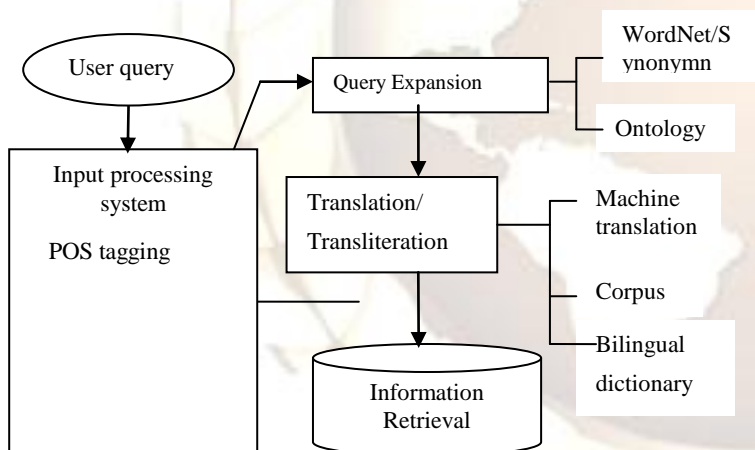 User query
Input processing
system
POS tagging
Query Expansion
WordNet/S
ynonymn
Ontology
Translation/
Transliteration
Machine
translation
Corpus
Bilingual
dictionary
Information
Retrieval